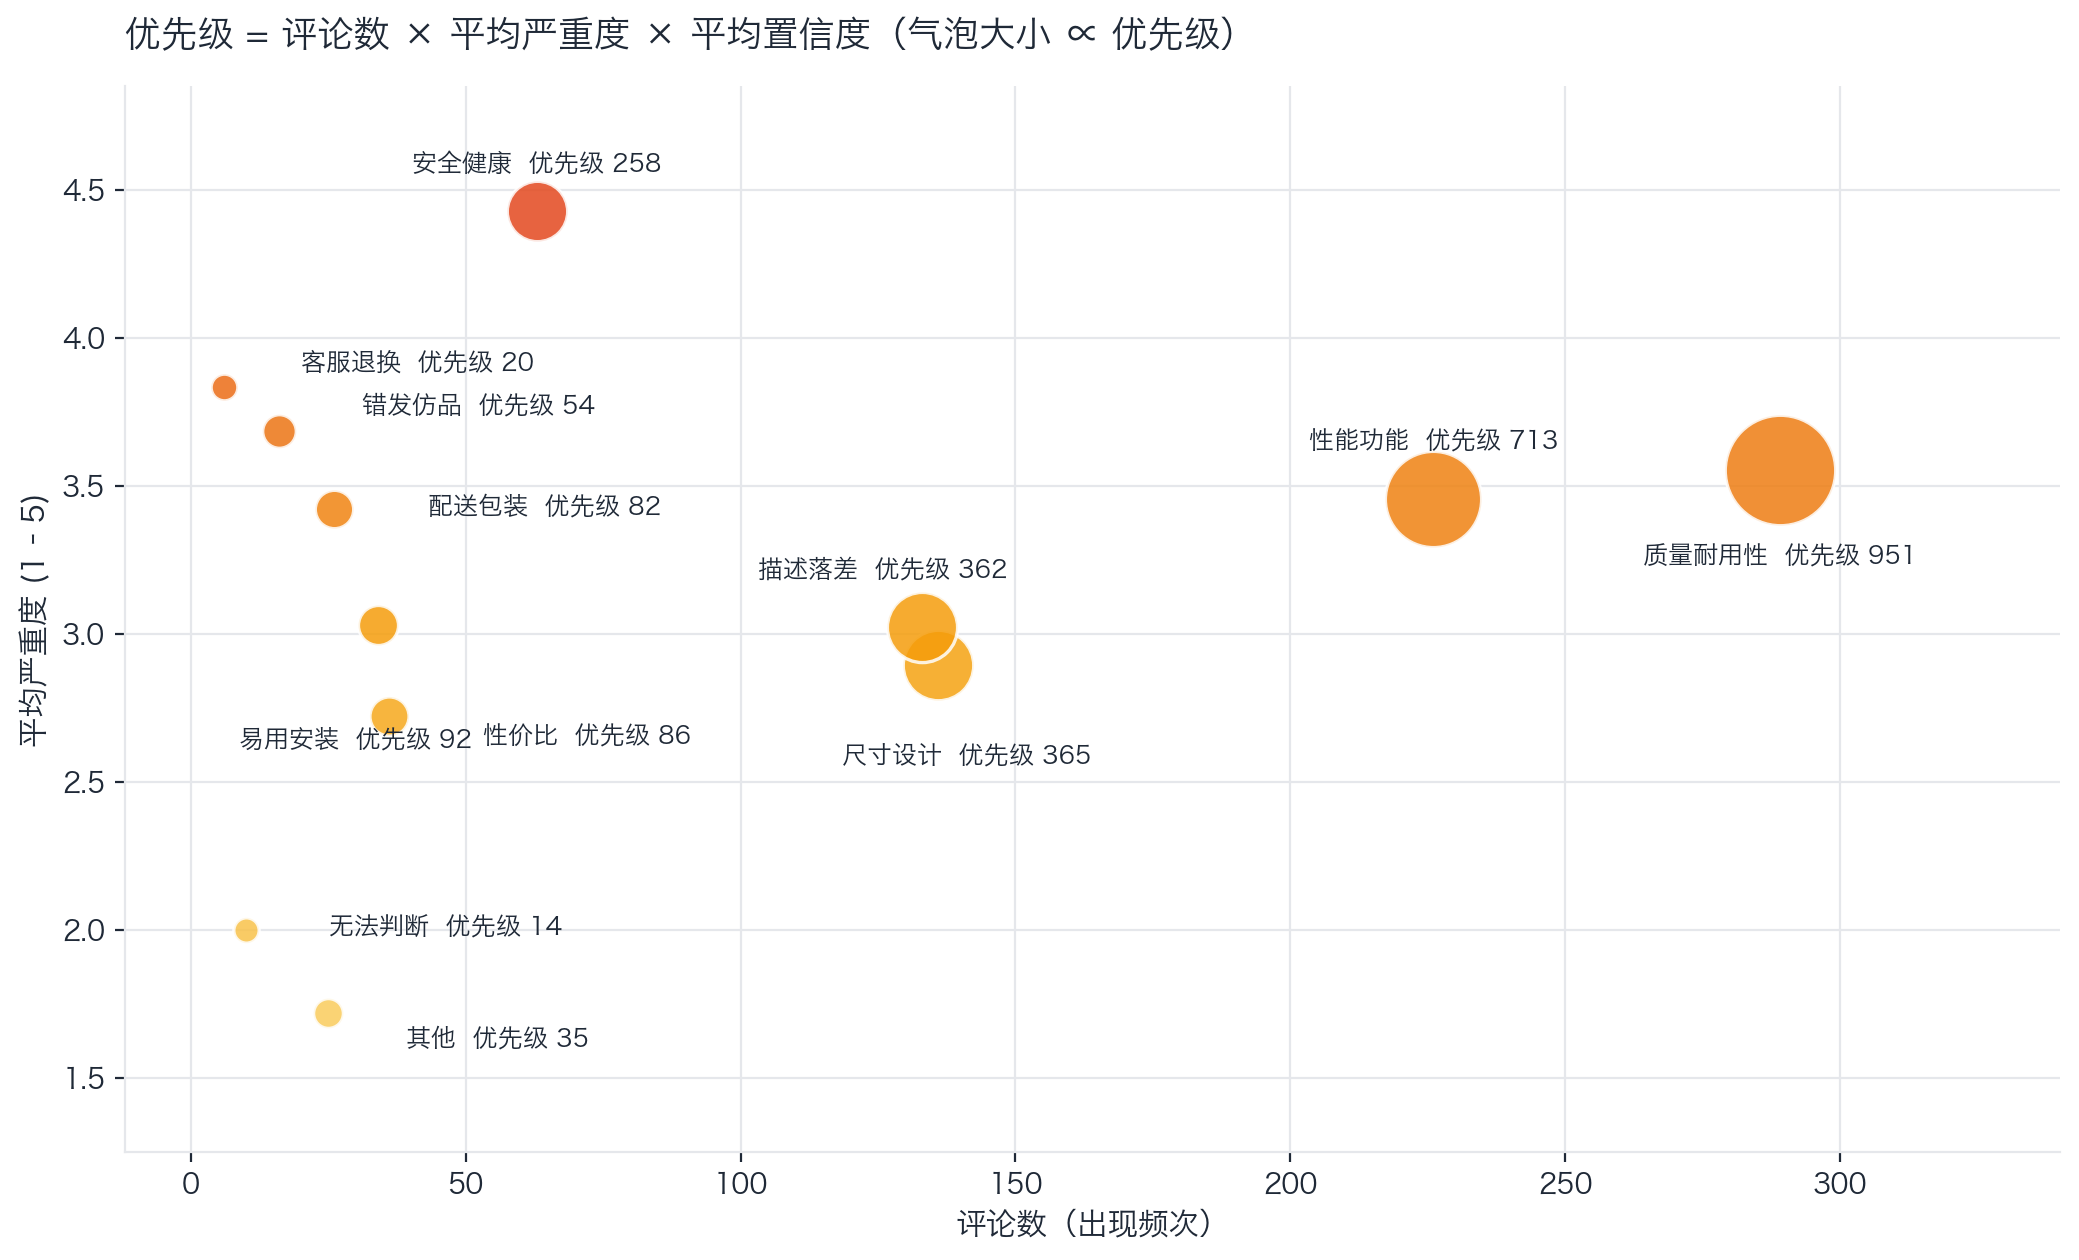 优先级 = 评论数 × 平均严重度 × 平均置信度（气泡大小 ∝ 优先级）
安全健康 优先级 258
4.5
4.0
客服退换 优先级 20
错发仿品 优先级 54
性能功能 优先级 713
3.5
配送包装 优先级 82
质量耐用性 优先级 951
描述落差 优先级 362
平均严重度 (1 - 5)
3.0
易用安装 优先级 92
性价比 优先级 86
尺寸设计 优先级 365
2.5
2.0
无法判断 优先级 14
其他 优先级 35
1.5
0 50 100 150 200 250 300
评论数（出现频次）